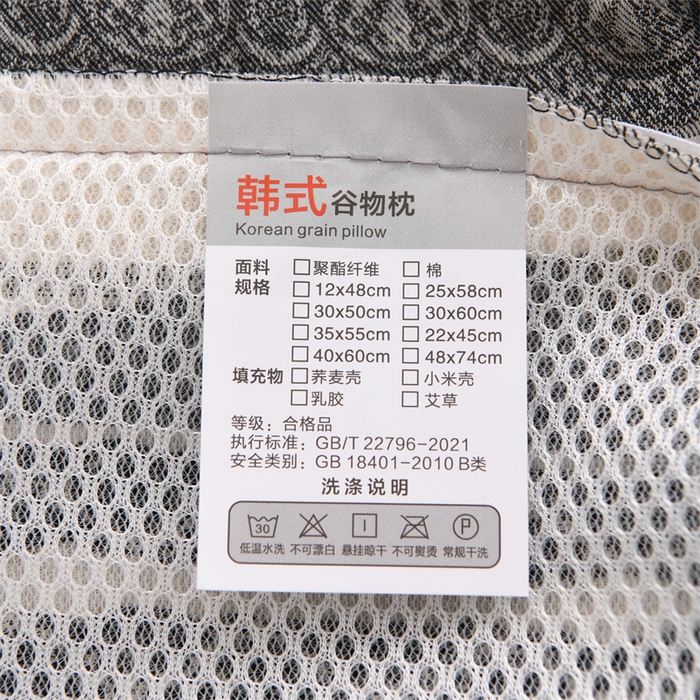 韩式谷物枕
Korean grain pillow
面料 □聚酯纤维 □棉
规格 □12x48cm □25x58cm
□30x50cm □30x60cm
□35x55cm □22x45cm
□40x60cm □48x74cm
填充物 □荞麦壳 □小米壳
□乳胶 □艾草
等级：合格品
执行标准：GB/T 22796-2021
安全类别：GB 18401-2010 B类
洗涤说明
30 P
低温水洗 不可漂白 悬挂晾干 不可熨烫 常规干洗